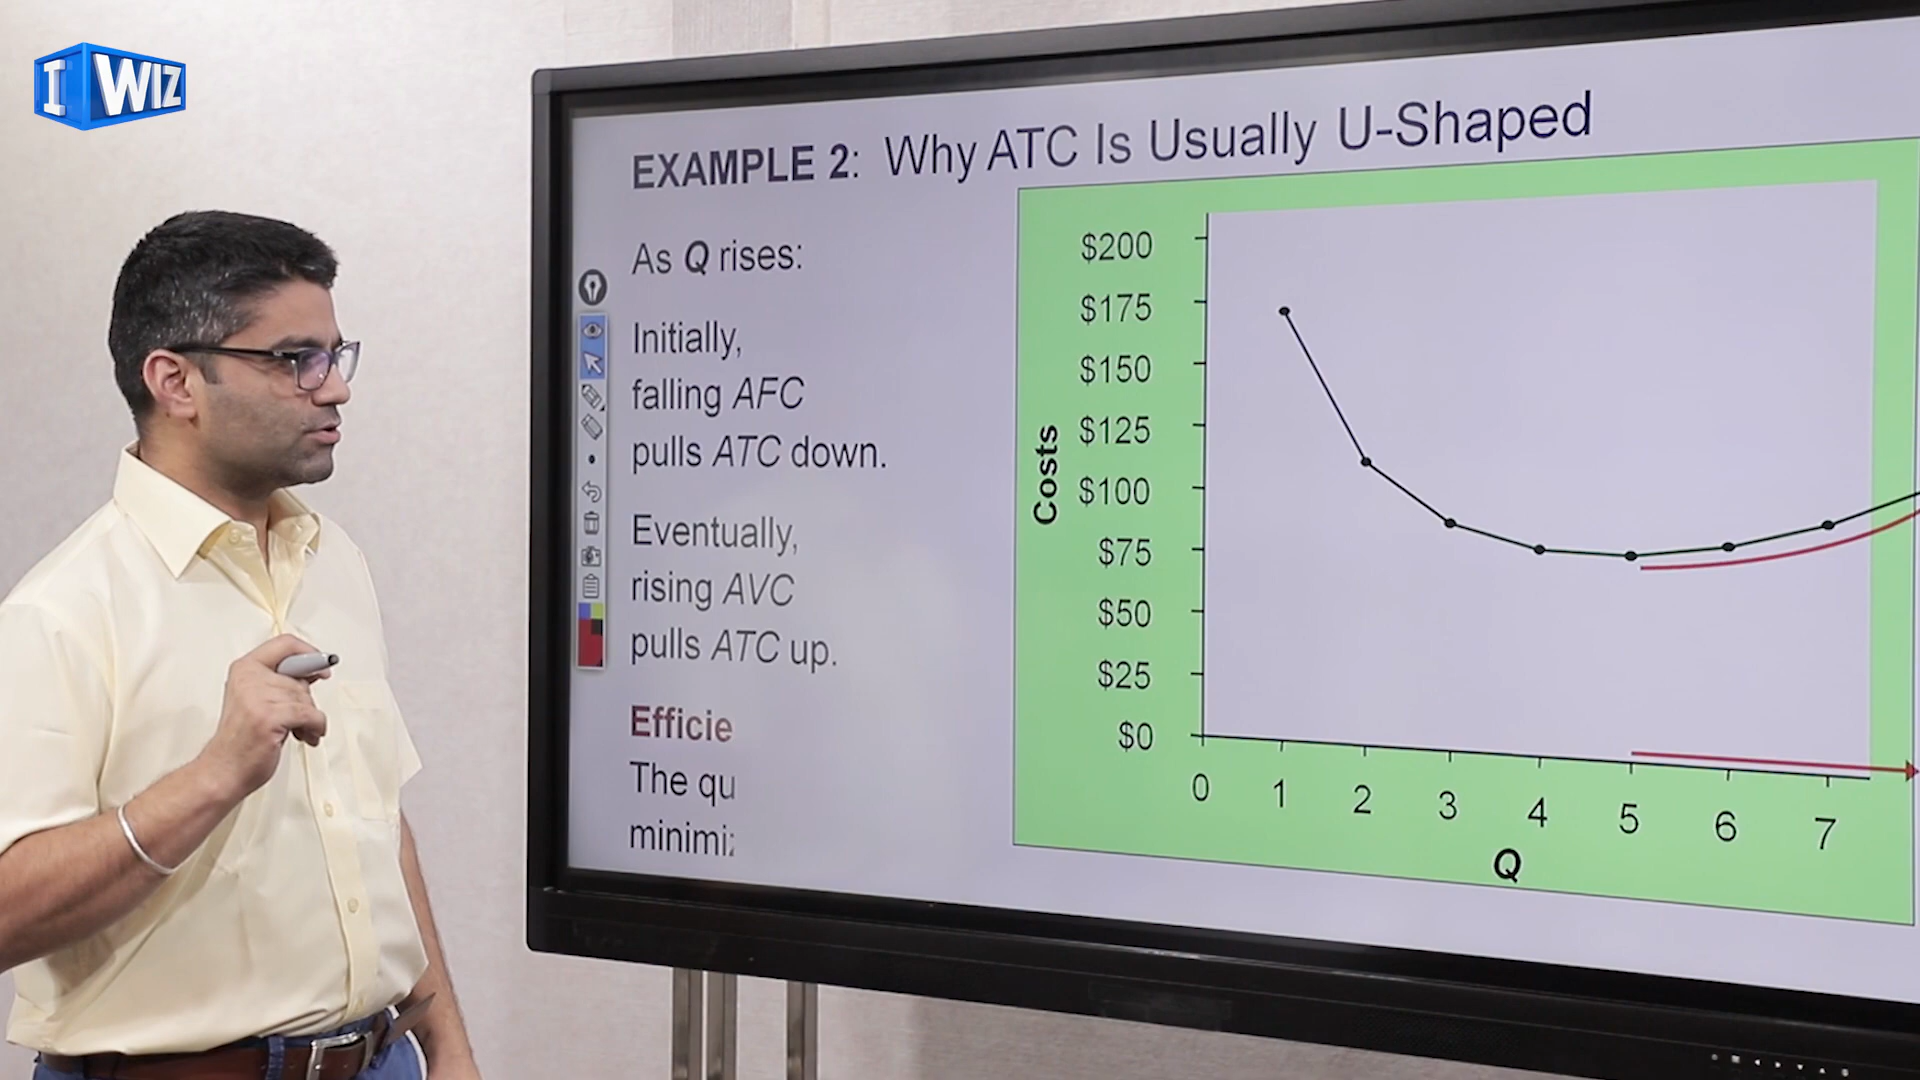 I WIZ
EXAMPLE 2: Why ATC Is Usually U-Shaped
As Q rises:
Initially,
falling AFC
pulls ATC down.
Eventually,
rising AVC
pulls ATC up.
Efficie
The qu
minimi
Costs
$200
$175
$150
$125
$100
$75
$50
$25
$0
0 1 2 3 4 5 6 7
Q